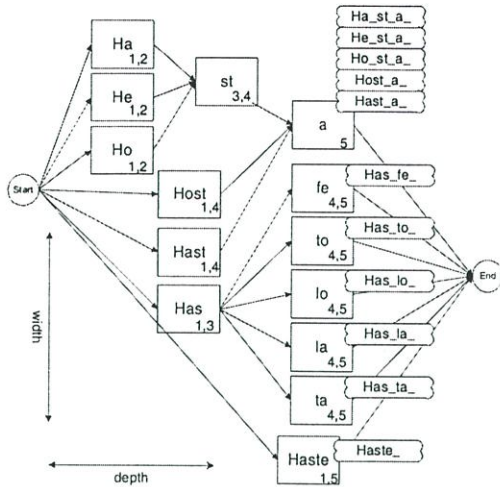 Ha_st_a_
He_st_a_
Ho_st_a_
Host_a_
Hast_a_
Ha
1,2
He
1,2
Ho
1,2
st
3,4
a
5
Start
Host
1,4
Hast
1,4
Has
1,3
fe
4,5
Has_fe_
to
4,5
Has_to_
lo
4,5
Has_lo_
la
4,5
Has_la_
ta
4,5
Has_ta_
End
Haste
1,5
Haste_
width
depth